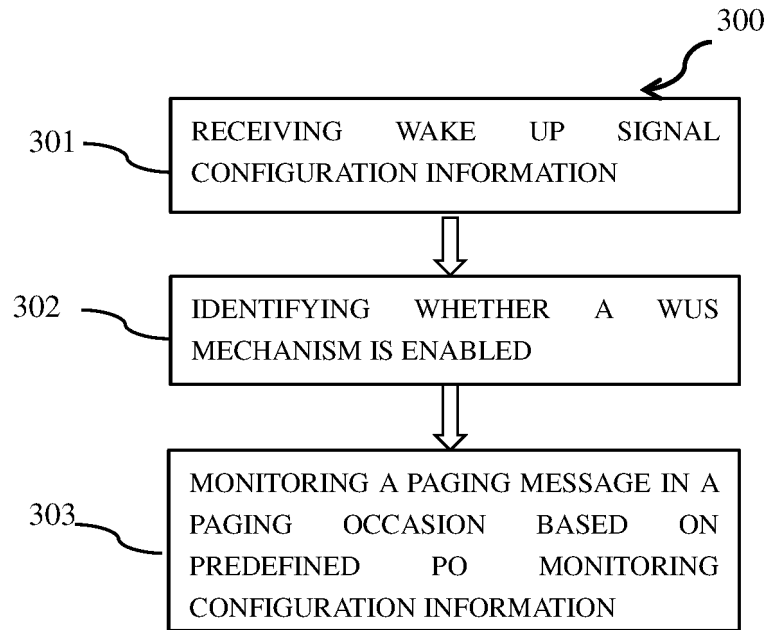 300
301
RECEIVING WAKE UP SIGNAL
CONFIGURATION INFORMATION
302
IDENTIFYING WHETHER A WUS
MECHANISM IS ENABLED
303
MONITORING A PAGING MESSAGE IN A
PAGING OCCASION BASED ON
PREDEFINED PO MONITORING
CONFIGURATION INFORMATION